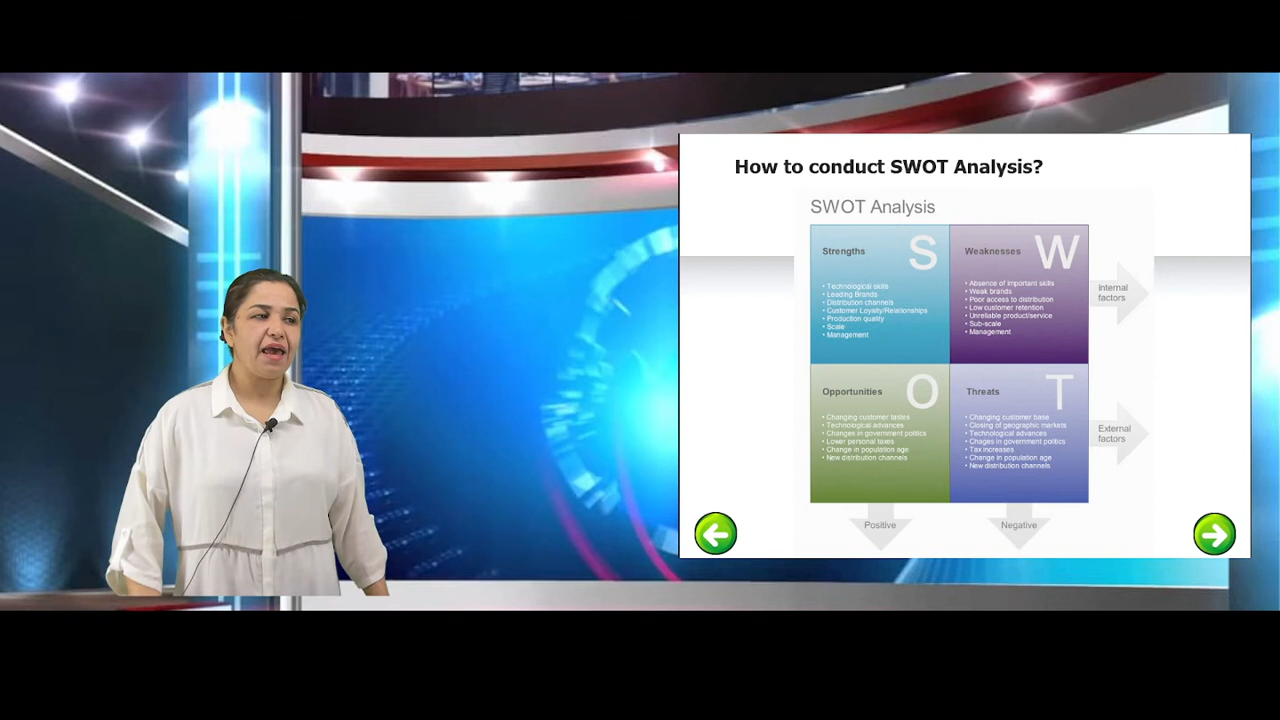 How to conduct SWOT Analysis?
SWOT Analysis
Strengths
S
• Technological skills
• Leading Brands
• Distribution channels
• Customer Loyalty/Relationships
• Production quality
• Scale
• Management
Weaknesses
W
• Absence of important skills
• Weak brands
• Poor access to distribution
• Low customer retention
• Unreliable product/service
• Sub-scale
• Management
Internal
factors
Opportunities
O
• Changing customer tastes
• Technological advances
• Changes in government politics
• Lower personal taxes
• Change in population age
• New distribution channels
Threats
T
• Changing customer base
• Closing of geographic markets
• Technological advances
• Chages in government politics
• Tax increases
• Change in population age
• New distribution channels
External
factors
Positive
Negative